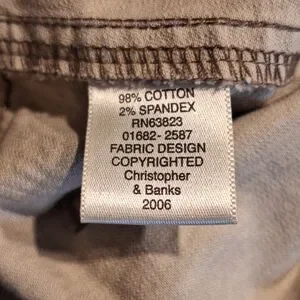 98% COTTON
2% SPANDEX
RN63823
01682-2587
FABRIC DESIGN
COPYRIGHTED
Christopher
& Banks
2006